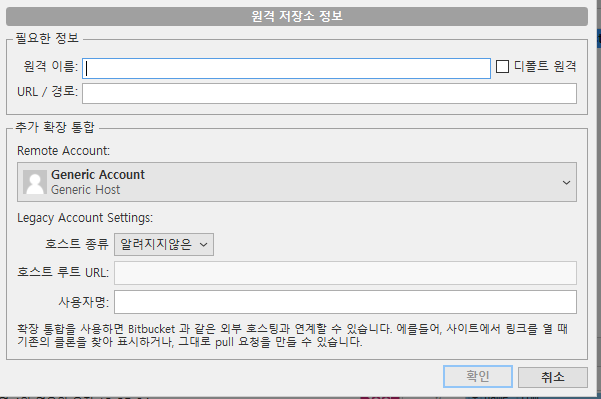 원격 저장소 정보
필요한 정보
원격 이름:
디폴트 원격
URL / 경로:
추가 확장 통합
Remote Account:
Generic Account
Generic Host
Legacy Account Settings:
호스트 종류
알려지지않은
호스트 루트 URL:
사용자명:
확장 통합을 사용하면 Bitbucket 과 같은 외부 호스팅과 연계할 수 있습니다. 에를들어, 사이트에서 링크를 열 때
기존의 클론을 찾아 표시하거나, 그대로 pull 요청을 만들 수 있습니다.
확인
취소